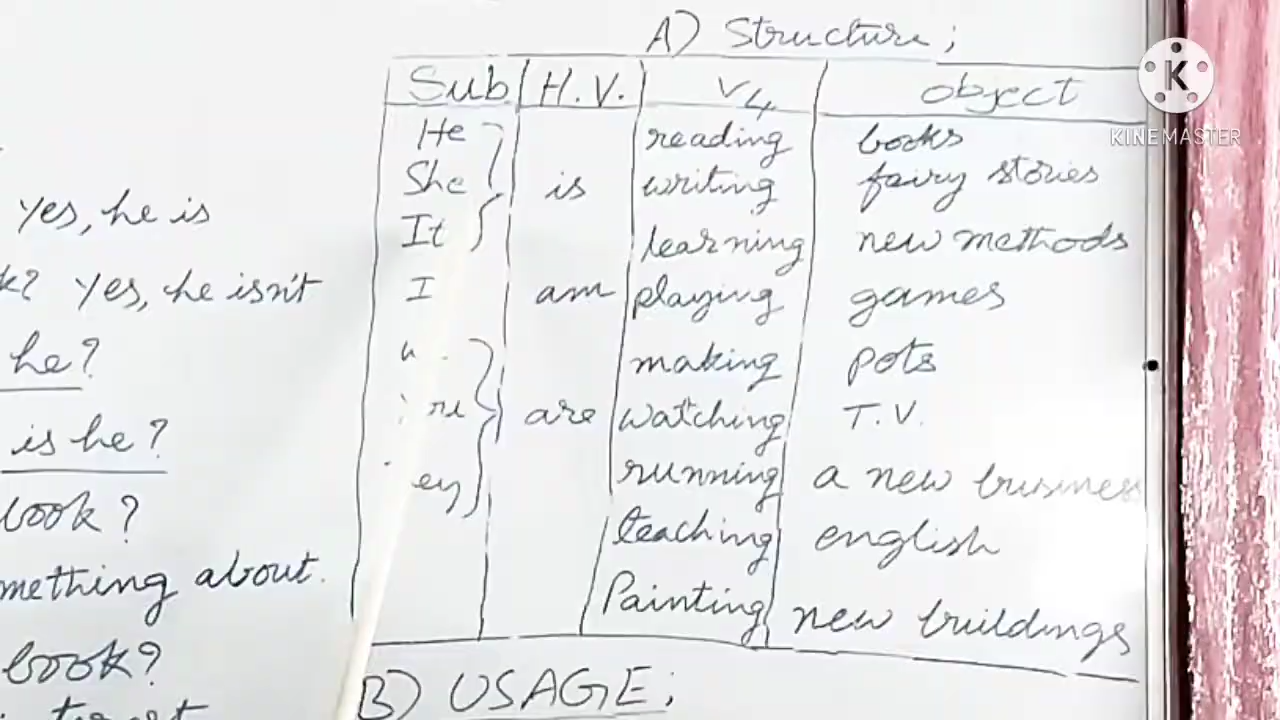 A) Structure;
Sub H.V. V4 object
He reading books
She is writing fairy stories
It learning new methods
I am playing games
making pots
are watching T.V.
running a new business
teaching english
Painting new buildings
B) USAGE;
yes, he is
yes, he isn't
he?
is he?
book?
about.
book?
KINEMASTER